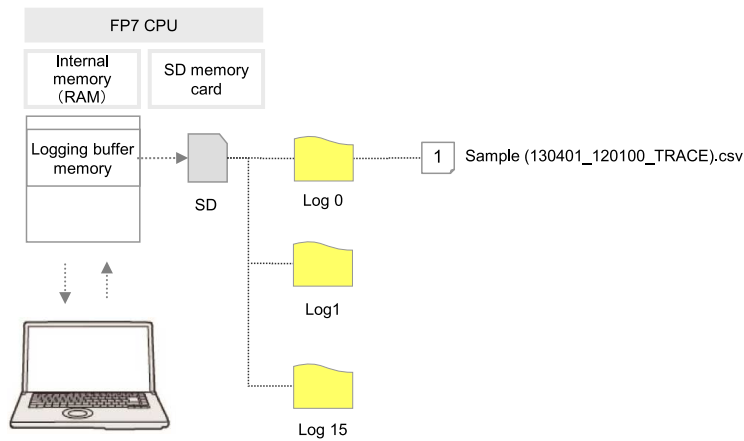 FP7 CPU
Internal
memory
(RAM)
SD memory
card
Logging buffer
memory
SD
Log 0
1
Sample (130401_120100_TRACE).csv
Log1
Log 15